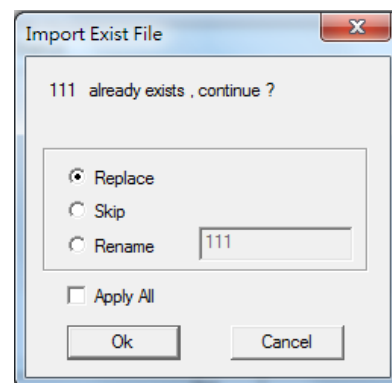 Import Exist File
111 already exists , continue ?
Replace
Skip
Rename 111
Apply All
Ok Cancel